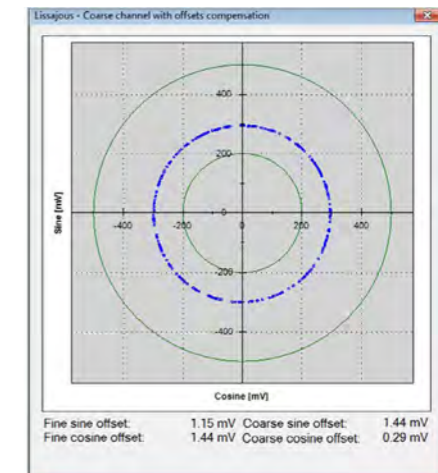 Lissajous - Coarse channel with offsets compensation
400
200
-400
-200
0
200
400
0
-200
-400
Sine [mV]
Cosine [mV]
Fine sine offset: 1.15 mV Coarse sine offset: 1.44 mV
Fine cosine offset: 1.44 mV Coarse cosine offset: 0.29 mV